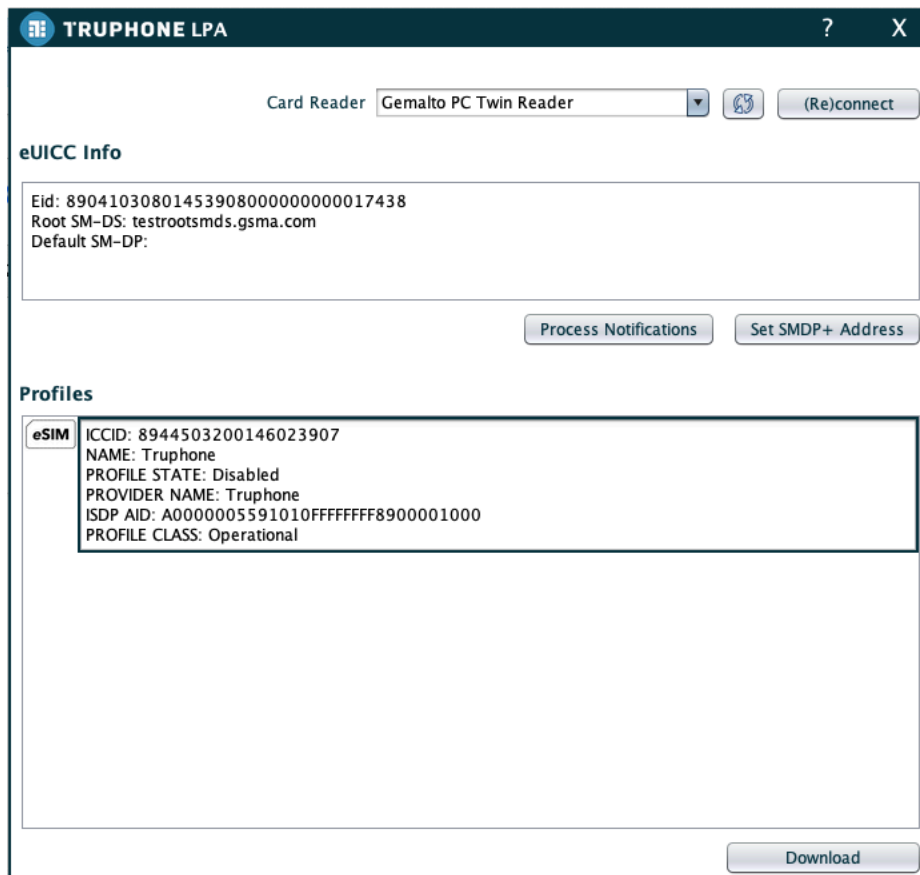 TRUPHONE LPA ? X
Card Reader Gemalto PC Twin Reader (Re)connect
eUICC Info
Eid: 89041030801453908000000000017438
Root SM-DS: testrootsmds.gsma.com
Default SM-DP:
Process Notifications Set SMDP+ Address
Profiles
eSIM ICCID: 8944503200146023907
NAME: Truphone
PROFILE STATE: Disabled
PROVIDER NAME: Truphone
ISDP AID: A0000005591010FFFFFFFF8900001000
PROFILE CLASS: Operational
Download